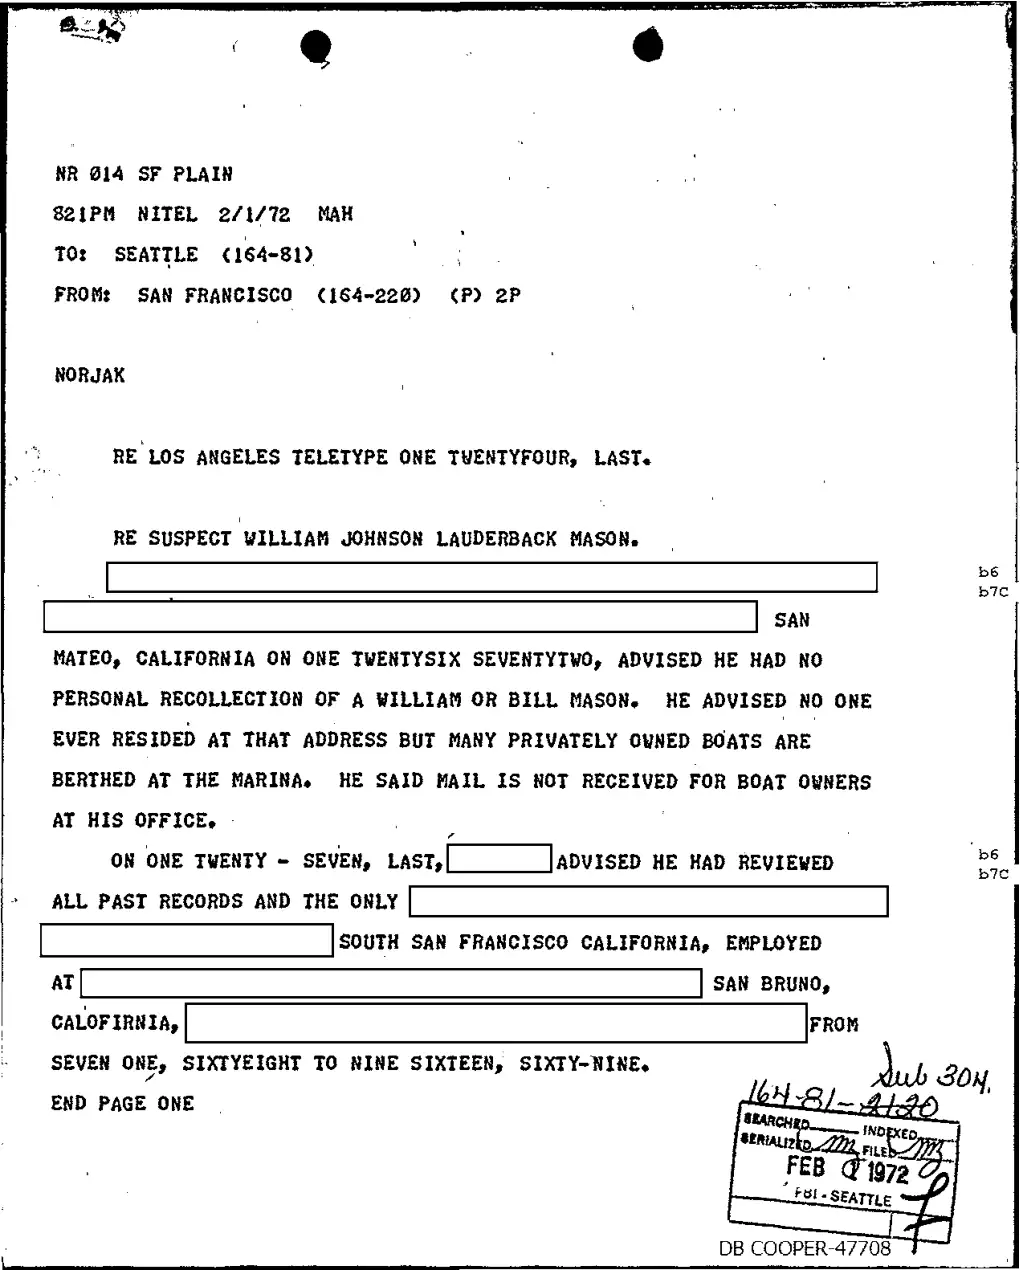 NR 014 SF PLAIN
821PM NITEL 2/1/72 MAH
TO: SEATTLE (164-81)
FROM: SAN FRANCISCO (164-220) (P) 2P
NORJAK
RE LOS ANGELES TELETYPE ONE TWENTYFOUR, LAST.
RE SUSPECT WILLIAM JOHNSON LAUDERBACK MASON.
b6
b7C
SAN
MATEO, CALIFORNIA ON ONE TWENTYSIX SEVENTYTWO, ADVISED HE HAD NO
PERSONAL RECOLLECTION OF A WILLIAM OR BILL MASON. HE ADVISED NO ONE
EVER RESIDED AT THAT ADDRESS BUT MANY PRIVATELY OWNED BOATS ARE
BERTHED AT THE MARINA. HE SAID MAIL IS NOT RECEIVED FOR BOAT OWNERS
AT HIS OFFICE.
ON ONE TWENTY - SEVEN, LAST, ADVISED HE HAD REVIEWED
b6
b7C
ALL PAST RECORDS AND THE ONLY
SOUTH SAN FRANCISCO CALIFORNIA, EMPLOYED
AT SAN BRUNO,
CALOFIRNIA, FROM
SEVEN ONE, SIXTYEIGHT TO NINE SIXTEEN, SIXTY-NINE.
END PAGE ONE
Sub 304.
164-81-2120
SEARCHED INDEXED
SERIALIZED FILED
FEB 1 1972
FBI - SEATTLE
DB COOPER-47708